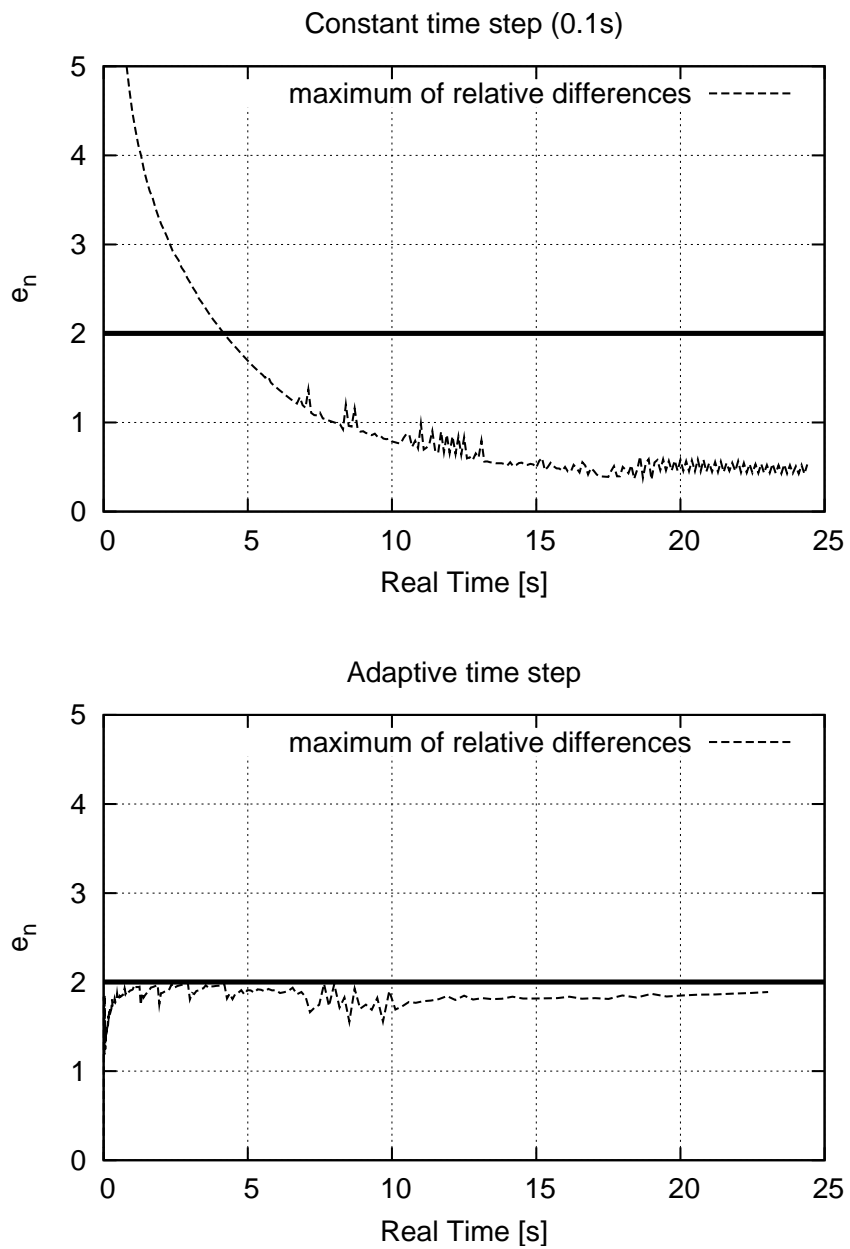 Constant time step (0.1s)
5
maximum of relative differences
4
3
e_n
2
1
0
0 5 10 15 20 25
Real Time [s]
Adaptive time step
5
maximum of relative differences
4
3
e_n
2
1
0
0 5 10 15 20 25
Real Time [s]